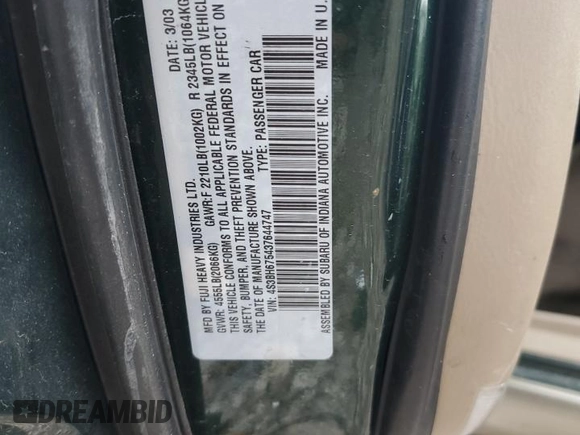 MFD BY FUJI HEAVY INDUSTRIES LTD. DATE: 3/03
GVWR: 4555LB(2066KG) GAWR:F 2210LB(1002KG) R 2345LB(1064KG
THIS VEHICLE CONFORMS TO ALL APPLICABLE FEDERAL MOTOR VEHICL
SAFETY, BUMPER, AND THEFT PREVENTION STANDARDS IN EFFECT ON
THE DATE OF MANUFACTURE SHOWN ABOVE.
VIN: 4S3BH675437644747 TYPE: PASSENGER CAR
ASSEMBLED BY SUBARU OF INDIANA AUTOMOTIVE INC. MADE IN U.
DREAMBID